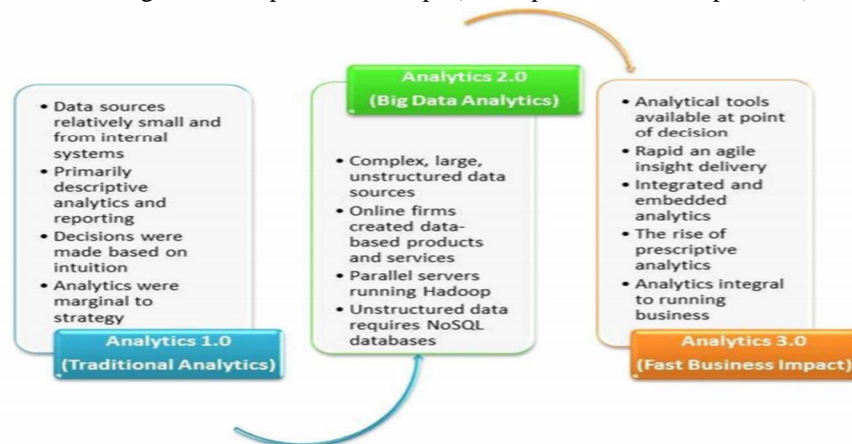 • Data sources
relatively small and
from internal
systems
• Primarily
descriptive
analytics and
reporting
• Decisions were
made based on
intuition
• Analytics were
marginal to
strategy
Analytics 1.0
(Traditional Analytics)
Analytics 2.0
(Big Data Analytics)
• Complex, large,
unstructured data
sources
• Online firms
created data-
based products
and services
• Parallel servers
running Hadoop
• Unstructured data
requires NoSQL
databases
• Analytical tools
available at point
of decision
• Rapid an agile
insight delivery
• Integrated and
embedded
analytics
• The rise of
prescriptive
analytics
• Analytics integral
to running
business
Analytics 3.0
(Fast Business Impact)